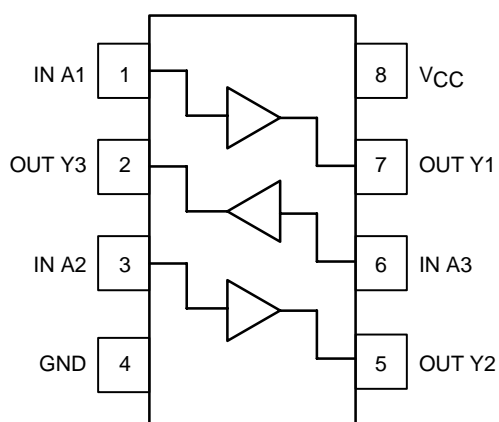 IN A1 1 8 VCC
OUT Y3 2 7 OUT Y1
IN A2 3 6 IN A3
GND 4 5 OUT Y2